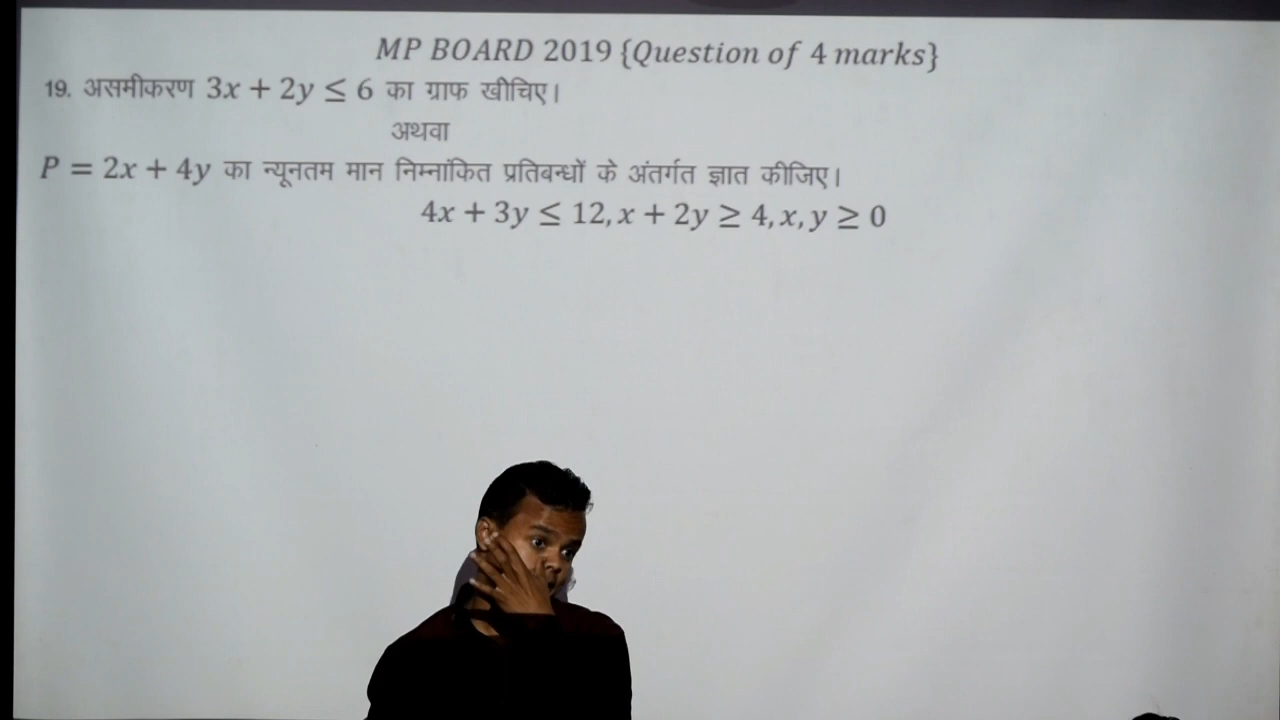 MP BOARD 2019 {Question of 4 marks}
19. असमीकरण 3x + 2y ≤ 6 का ग्राफ खीचिए।
अथवा
P = 2x + 4y का न्यूनतम मान निम्नांकित प्रतिबन्धों के अंतर्गत ज्ञात कीजिए।
4x + 3y ≤ 12, x + 2y ≥ 4, x, y ≥ 0